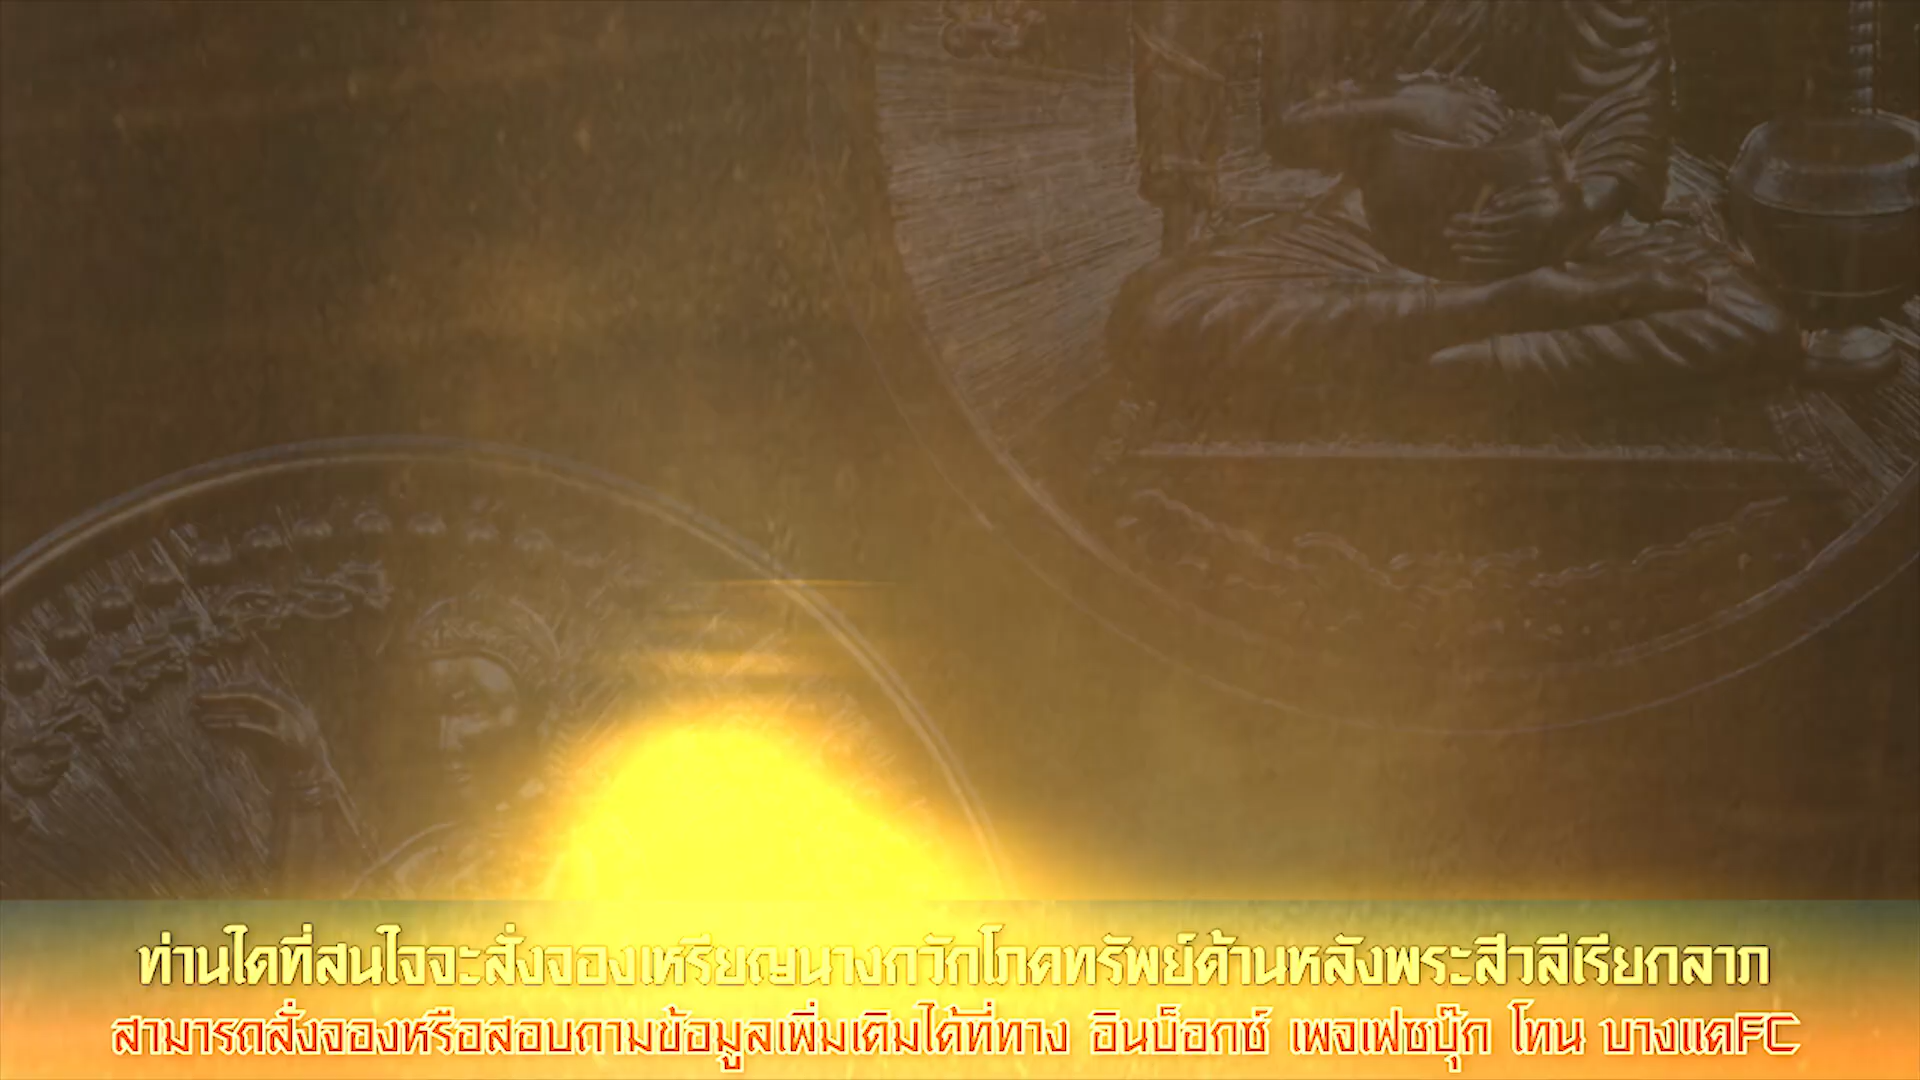 ท่านใดที่สนใจจะสั่งจองเหรียญนางกวักโภคทรัพย์ด้านหลังพระสีวลีเรียกลาภ
สามารถสั่งจองหรือสอบถามข้อมูลเพิ่มเติมได้ที่ทาง อินบ็อกซ์ เพจเฟซบุ๊ก โทน บางแคFC